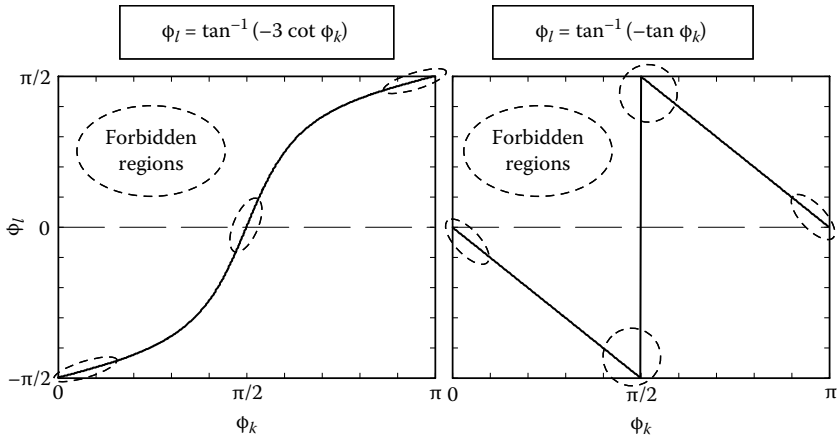 ϕl = tan⁻¹ (−3 cot ϕk)
ϕl = tan⁻¹ (−tan ϕk)
π/2
Forbidden
regions
Forbidden
regions
ϕl
0
−π/2
0
π/2
π
0
π/2
π
ϕk
ϕk